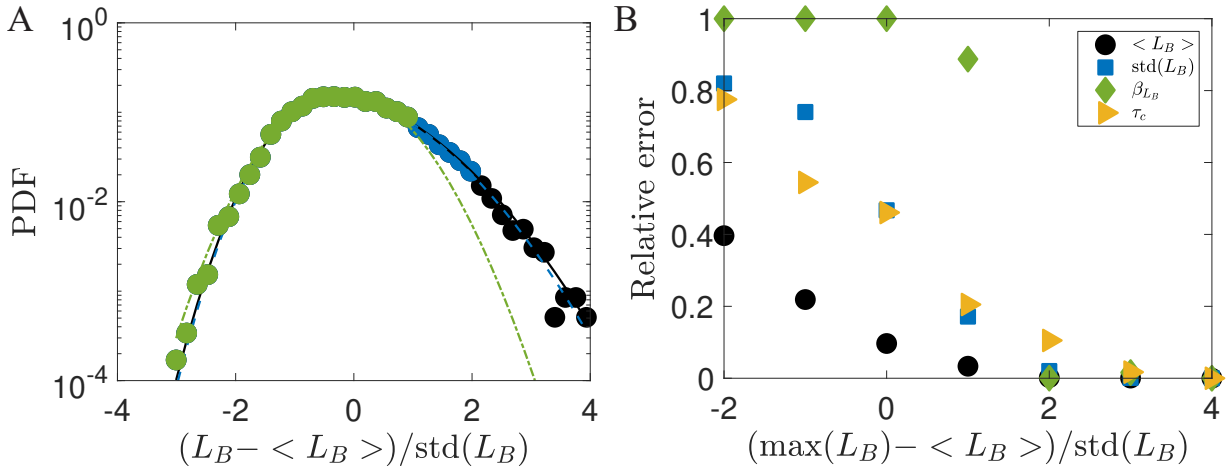 A
PDF
10^0
10^-2
10^-4
-4
-2
0
2
4
(L_B- < L_B >)/std(L_B)
B
Relative error
1
0.8
0.6
0.4
0.2
0
-2
0
2
4
(max(L_B)- < L_B >)/std(L_B)
< L_B >
std(L_B)
β_{L_B}
τ_c